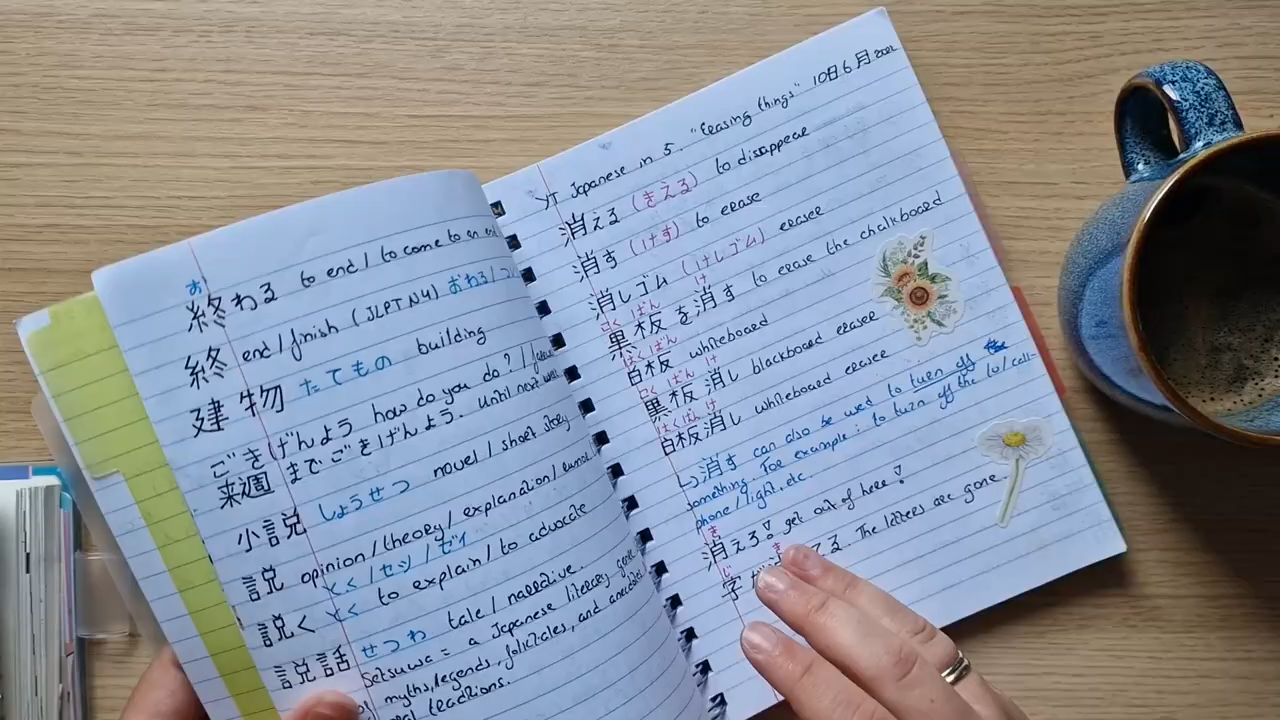 お
終わる to end / to come to an end
終 end / finish (JLPT N4) おわる /
建物 たてもの building
ごきげんよう how do you do? /
来週までごきげんよう. Until next week
小説 しょうせつ novel / short story
説 opinion / theory / explanation /
とく / セツ / ゼイ
説く とく to explain / to advocate
説話 せつわ tale / narrative.
Setsuwa = a Japanese literary genre
myths, legends, folktales, and anecdotes
traditions.
YT Japanese in 5. "Erasing things" 10日6月2022
消える (きえる) to disappear
消す (けす) to erase
消しゴム (けしゴム) eraser
こく ばん け
黒板を消す to erase the chalkboard
はくばん
白板 whiteboard
こく ばん け
黒板消し blackboard eraser
はくばんけ
白板消し whiteboard eraser
↳消す can also be used to turn off
something. For example: to turn off the tv / cell-
phone / light, etc.
き
消えろ! get out of here!
じ き
字が てる The letters are gone.